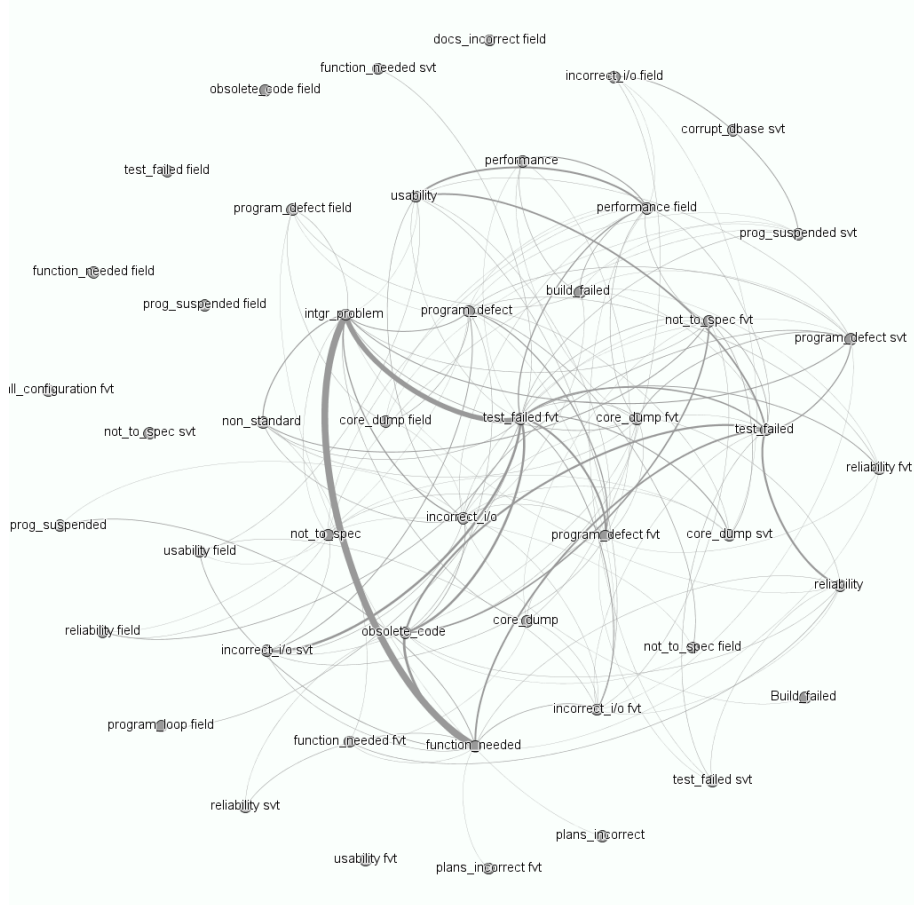 docs_incorrect field
function_needed svt
incorrect_i/o field
obsolete_code field
corrupt_dbase svt
performance
test_failed field
usability
program_defect field
performance field
prog_suspended svt
function_needed field
build_failed
prog_suspended field
program_defect
intgr_problem
not_to_spec fvt
program_defect svt
ill_configuration fvt
non_standard
core_dump field
test_failed fvt
core_dump fvt
test_failed
not_to_spec svt
reliability fvt
incorrect_i/o
prog_suspended
not_to_spec
program_defect fvt
core_dump svt
usability field
reliability
core_dump
reliability field
obsolete_code
incorrect_i/o svt
not_to_spec field
Build_failed
incorrect_i/o fvt
program_loop field
function_needed fvt
function_needed
test_failed svt
reliability svt
plans_incorrect
usability fvt
plans_incorrect fvt